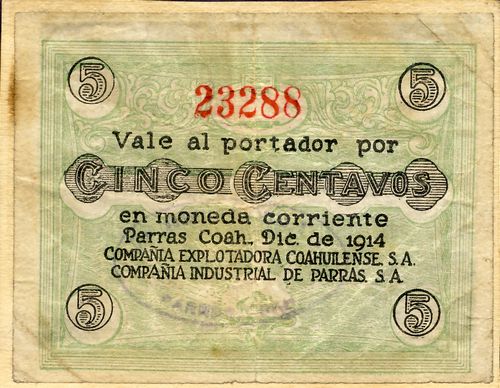 5 5
23288
Vale al portador por
CINCO CENTAVOS
en moneda corriente
Parras Coah., Dic. de 1914
COMPAÑIA EXPLOTADORA COAHUILENSE, S.A.
COMPAÑIA INDUSTRIAL DE PARRAS, S.A.
5 5